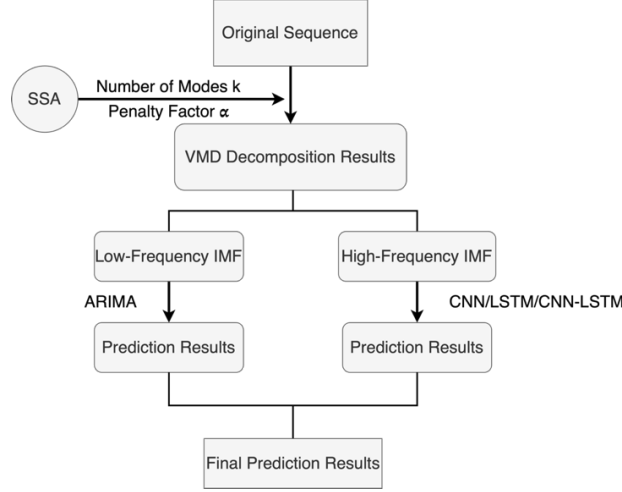 Original Sequence
SSA
Number of Modes k
Penalty Factor α
VMD Decomposition Results
Low-Frequency IMF
High-Frequency IMF
ARIMA
CNN/LSTM/CNN-LSTM
Prediction Results
Prediction Results
Final Prediction Results